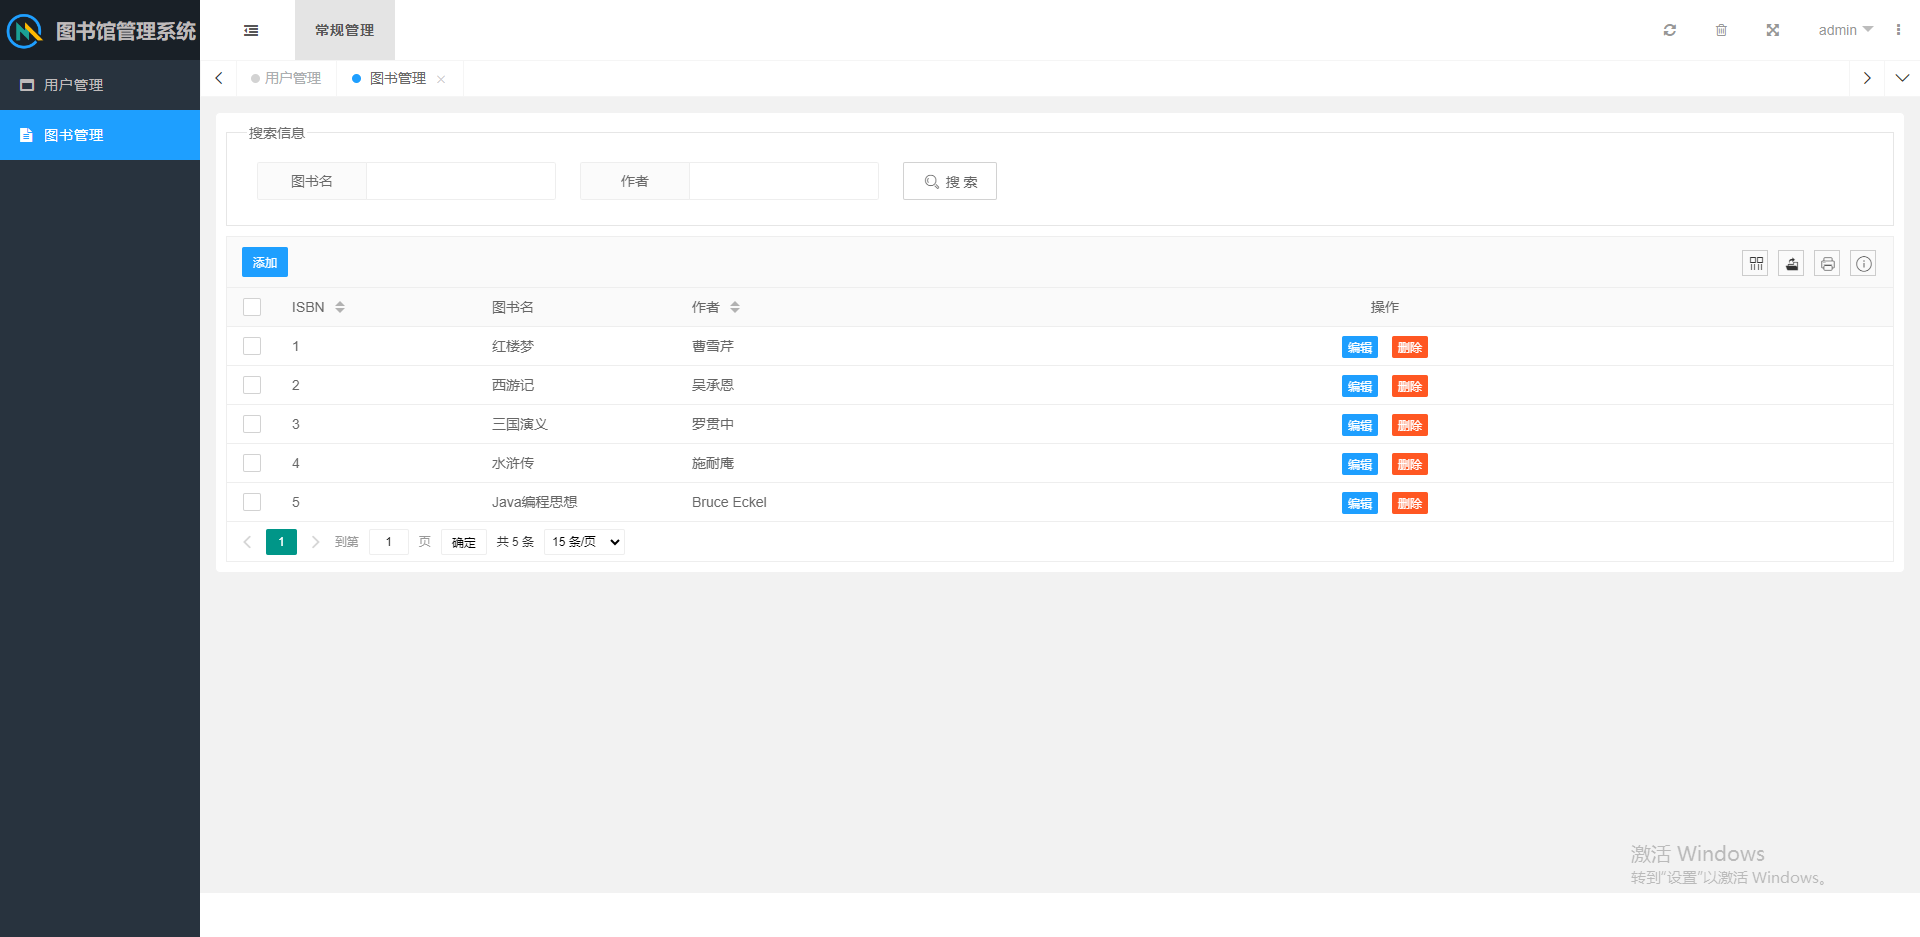 图书馆管理系统
常规管理
admin
用户管理
图书管理
用户管理
图书管理
搜索信息
图书名
作者
搜 索
添加
ISBN 图书名 作者 操作
1 红楼梦 曹雪芹 编辑 删除
2 西游记 吴承恩 编辑 删除
3 三国演义 罗贯中 编辑 删除
4 水浒传 施耐庵 编辑 删除
5 Java编程思想 Bruce Eckel 编辑 删除
1 到第 1 页 确定 共 5 条 15 条/页
激活 Windows
转到"设置"以激活 Windows。